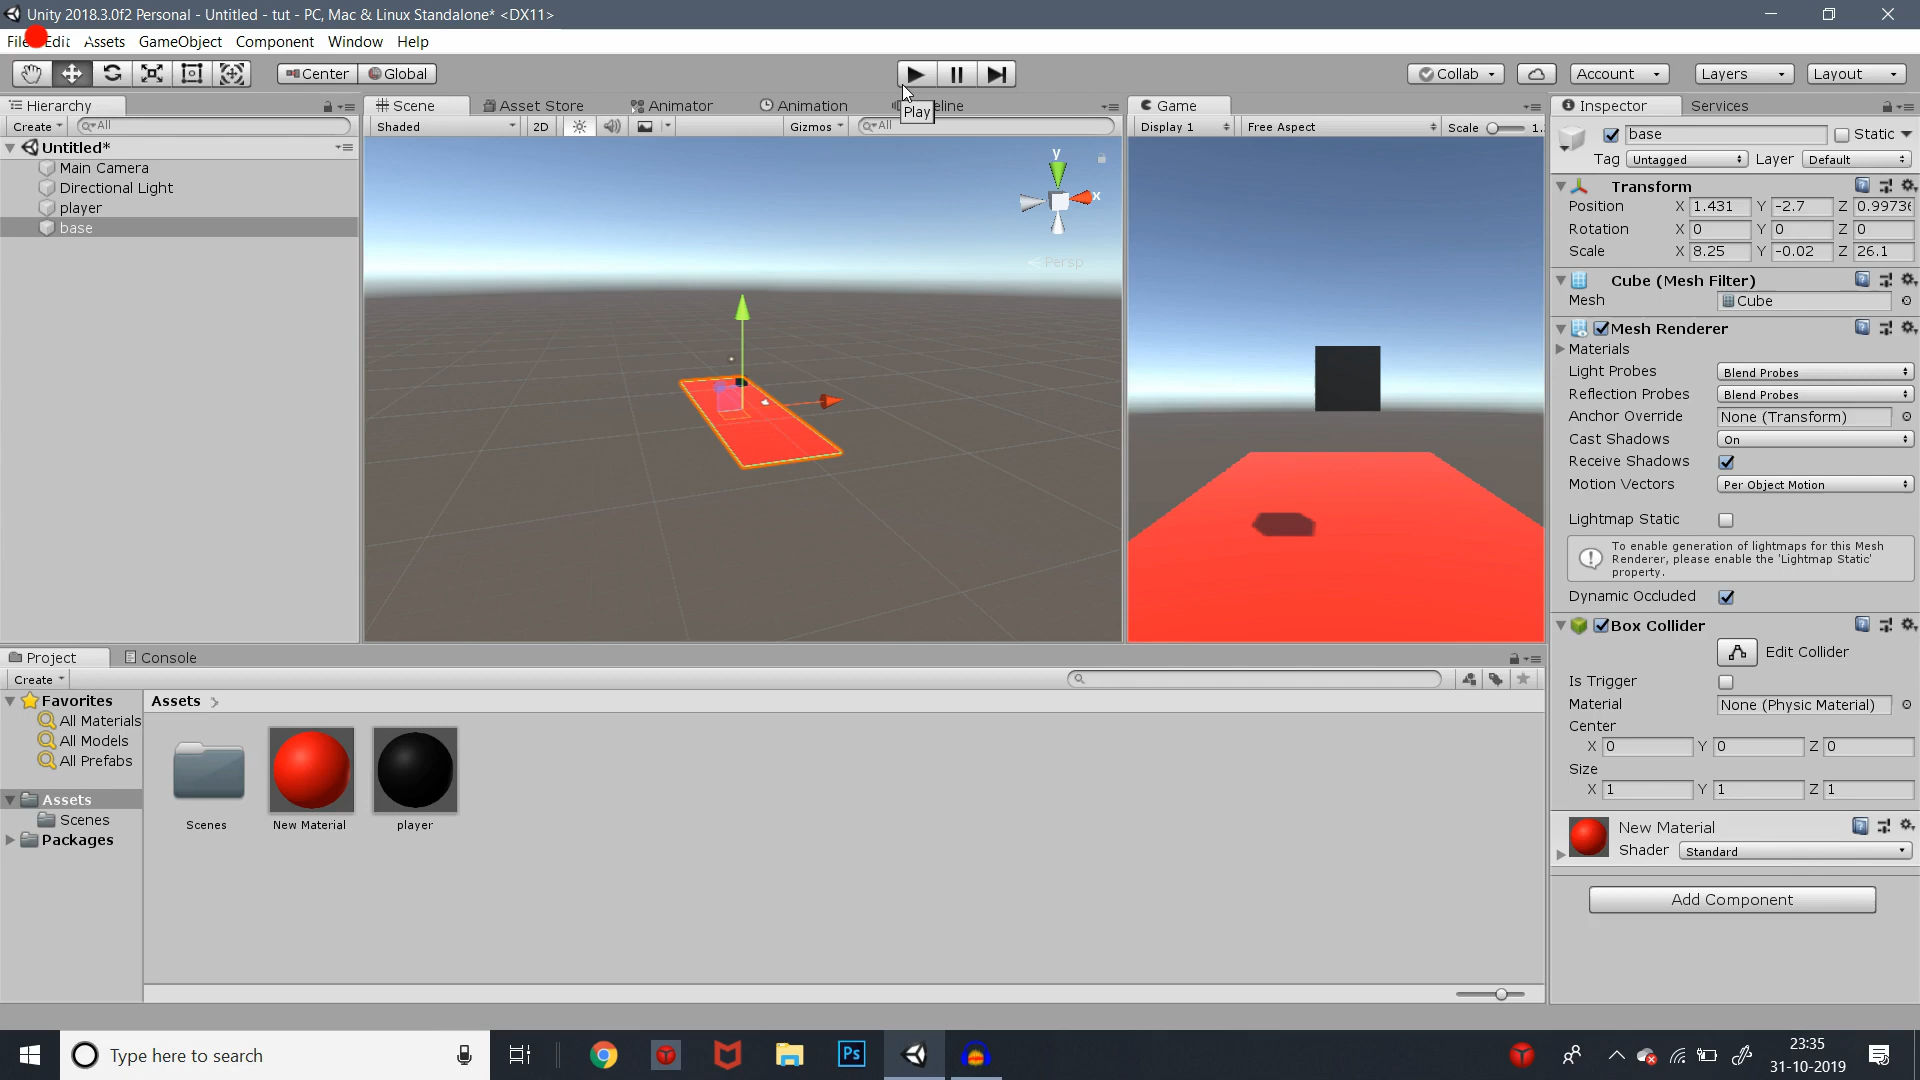 Unity 2018.3.0f2 Personal - Untitled - tut - PC, Mac & Linux Standalone* <DX11>
Edit Assets GameObject Component Window Help
Center Global Collab Account Layers Layout
Play
Hierarchy
Create All
Untitled*
Main Camera
Directional Light
player
base
Scene Asset Store Animator Animation
Shaded 2D Gizmos All
y
x
Persp
Game
Display 1 Free Aspect Scale 1.
Inspector Services
base Static
Tag Untagged Layer Default
Transform
Position X 1.431 Y -2.7 Z 0.9973
Rotation X 0 Y 0 Z 0
Scale X 8.25 Y -0.02 Z 26.1
Cube (Mesh Filter)
Mesh Cube
Mesh Renderer
Materials
Light Probes Blend Probes
Reflection Probes Blend Probes
Anchor Override None (Transform)
Cast Shadows On
Receive Shadows
Motion Vectors Per Object Motion
Lightmap Static
To enable generation of lightmaps for this Mesh
Renderer, please enable the 'Lightmap Static'
property.
Dynamic Occluded
Box Collider
Edit Collider
Is Trigger
Material None (Physic Material)
Center
X 0 Y 0 Z 0
Size
X 1 Y 1 Z 1
New Material
Shader Standard
Add Component
Project Console
Create
Favorites
All Materials
All Models
All Prefabs
Assets
Scenes
Packages
Assets
Scenes
New Material
player
Type here to search
Ps
23:35
31-10-2019